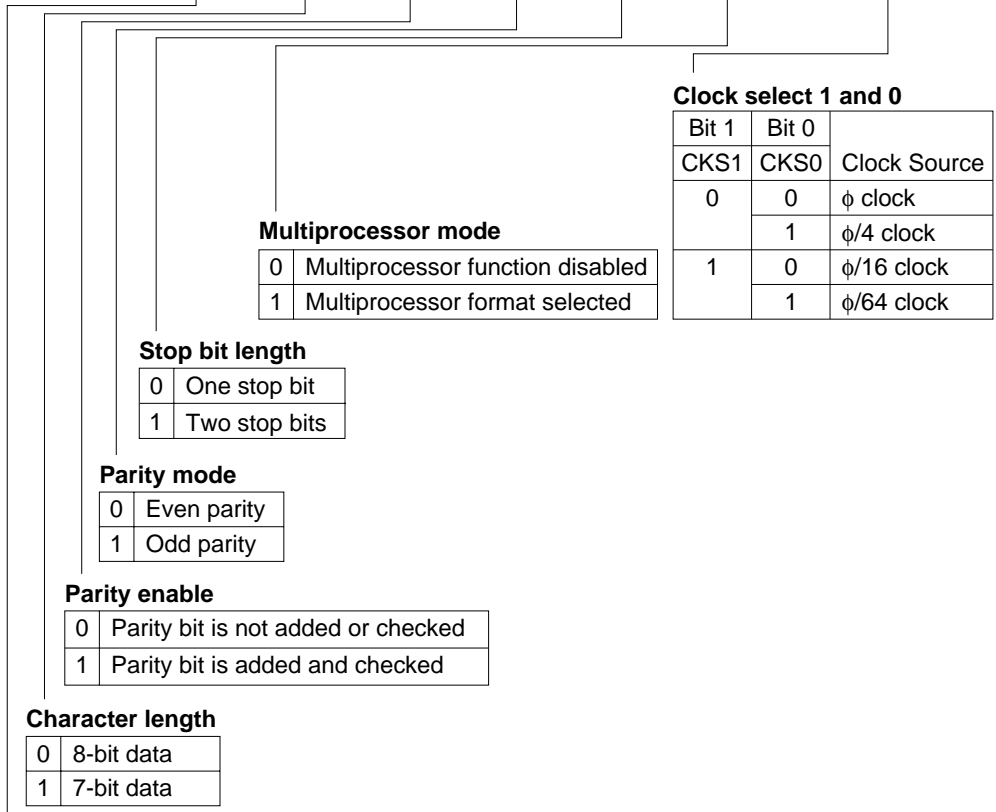 Clock select 1 and 0
Bit 1 Bit 0
CKS1 CKS0 Clock Source
0 0 ϕ clock
1 ϕ/4 clock
1 0 ϕ/16 clock
1 ϕ/64 clock
Multiprocessor mode
0 Multiprocessor function disabled
1 Multiprocessor format selected
Stop bit length
0 One stop bit
1 Two stop bits
Parity mode
0 Even parity
1 Odd parity
Parity enable
0 Parity bit is not added or checked
1 Parity bit is added and checked
Character length
0 8-bit data
1 7-bit data